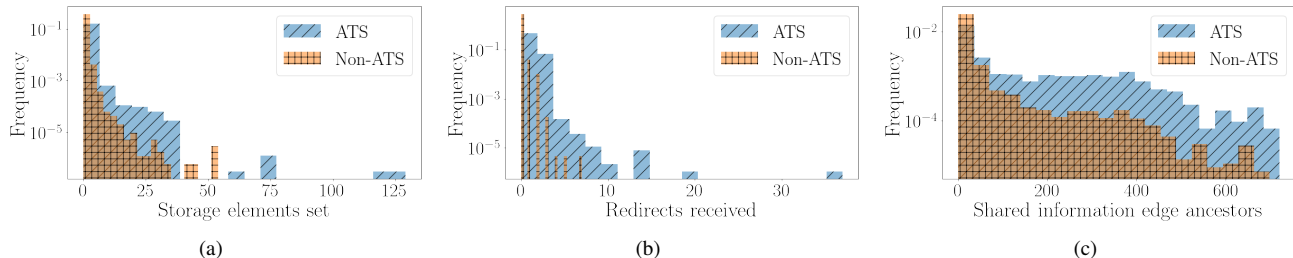 Frequency
10⁻¹
10⁻³
10⁻⁵
ATS
Non-ATS
0 25 50 75 100 125
Storage elements set
(a)
Frequency
10⁻¹
10⁻³
10⁻⁵
ATS
Non-ATS
0 10 20 30
Redirects received
(b)
Frequency
10⁻²
10⁻⁴
ATS
Non-ATS
0 200 400 600
Shared information edge ancestors
(c)